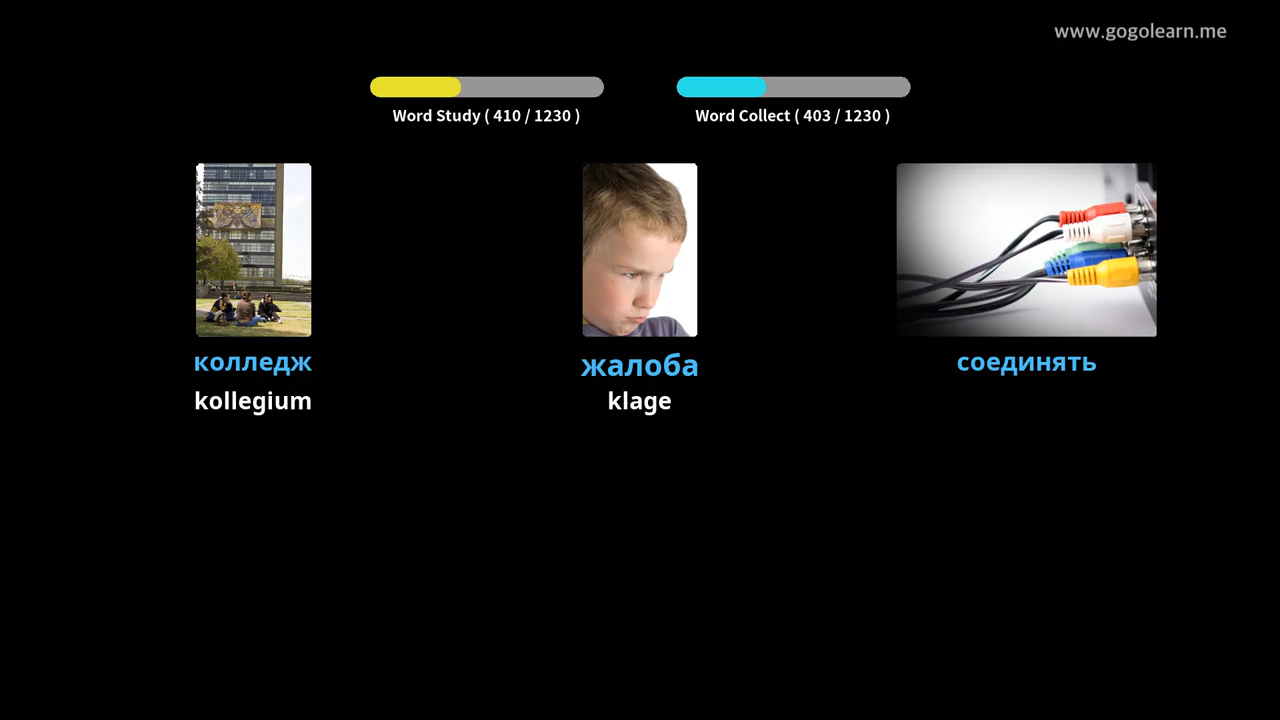 www.gogolearn.me
Word Study ( 410 / 1230 )
Word Collect ( 403 / 1230 )
колледж
kollegium
жалоба
klage
соединять